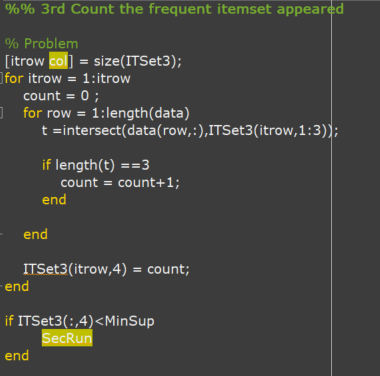 %% 3rd Count the frequent itemset appeared
% Problem
[itrow col] = size(ITSet3);
for itrow = 1:itrow
count = 0 ;
for row = 1:length(data)
t =intersect(data(row,:),ITSet3(itrow,1:3));
if length(t) ==3
count = count+1;
end
end
ITSet3(itrow,4) = count;
end
if ITSet3(:,4)<MinSup
SecRun
end